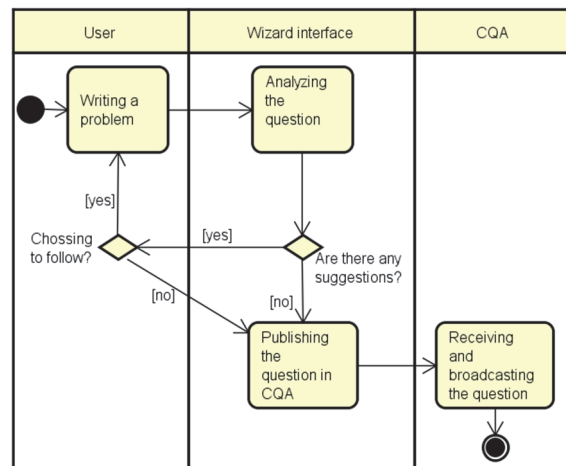 User
Wizard interface
CQA
Writing a
problem
Analyzing
the
question
[yes]
Chossing
to follow?
[yes]
Are there any
suggestions?
[no]
[no]
Publishing
the
question in
CQA
Receiving
and
broadcasting
the question